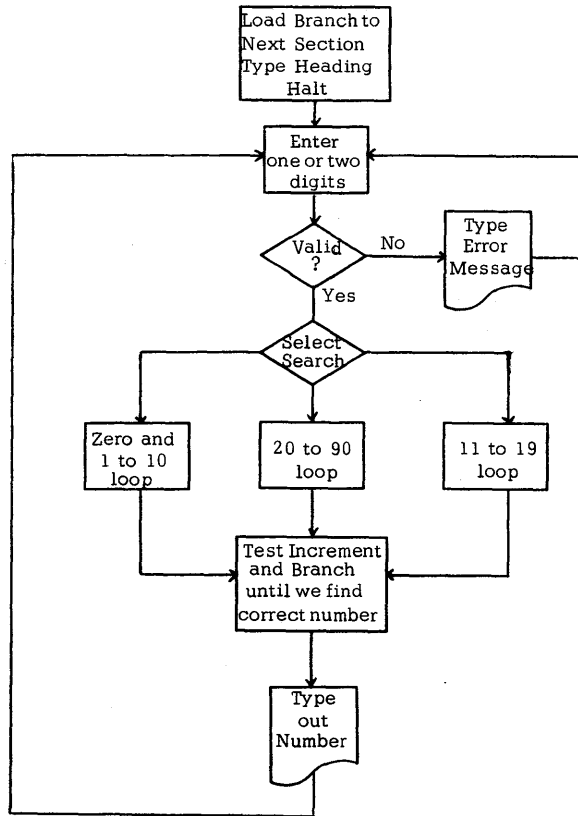 Load Branch to
Next Section
Type Heading
Halt
Enter
one or two
digits
Valid
?
No
Type
Error
Message
Yes
Select
Search
Zero and
1 to 10
loop
20 to 90
loop
11 to 19
loop
Test Increment
and Branch
until we find
correct number
Type
out
Number